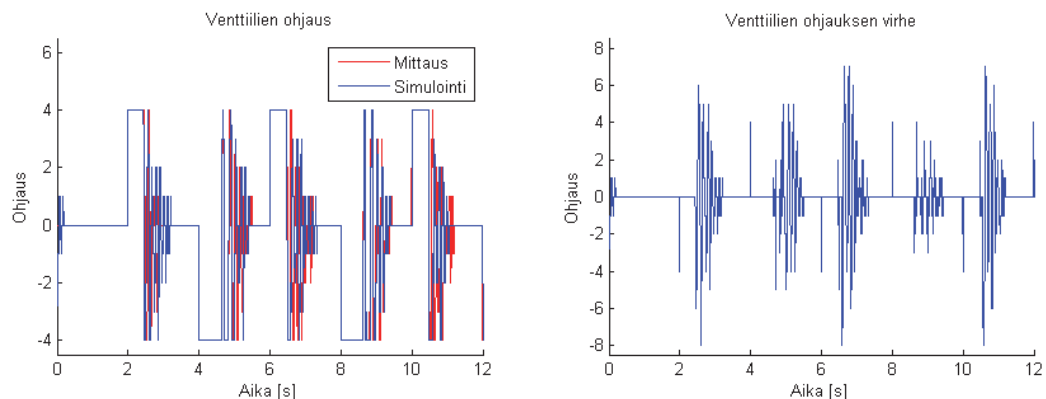 Venttiilien ohjaus
6
4
2
0
-2
-4
Ohjaus
Mittaus
Simulointi
0 2 4 6 8 10 12
Aika [s]
Venttiilien ohjauksen virhe
8
6
4
2
0
-2
-4
-6
-8
Ohjaus
0 2 4 6 8 10 12
Aika [s]